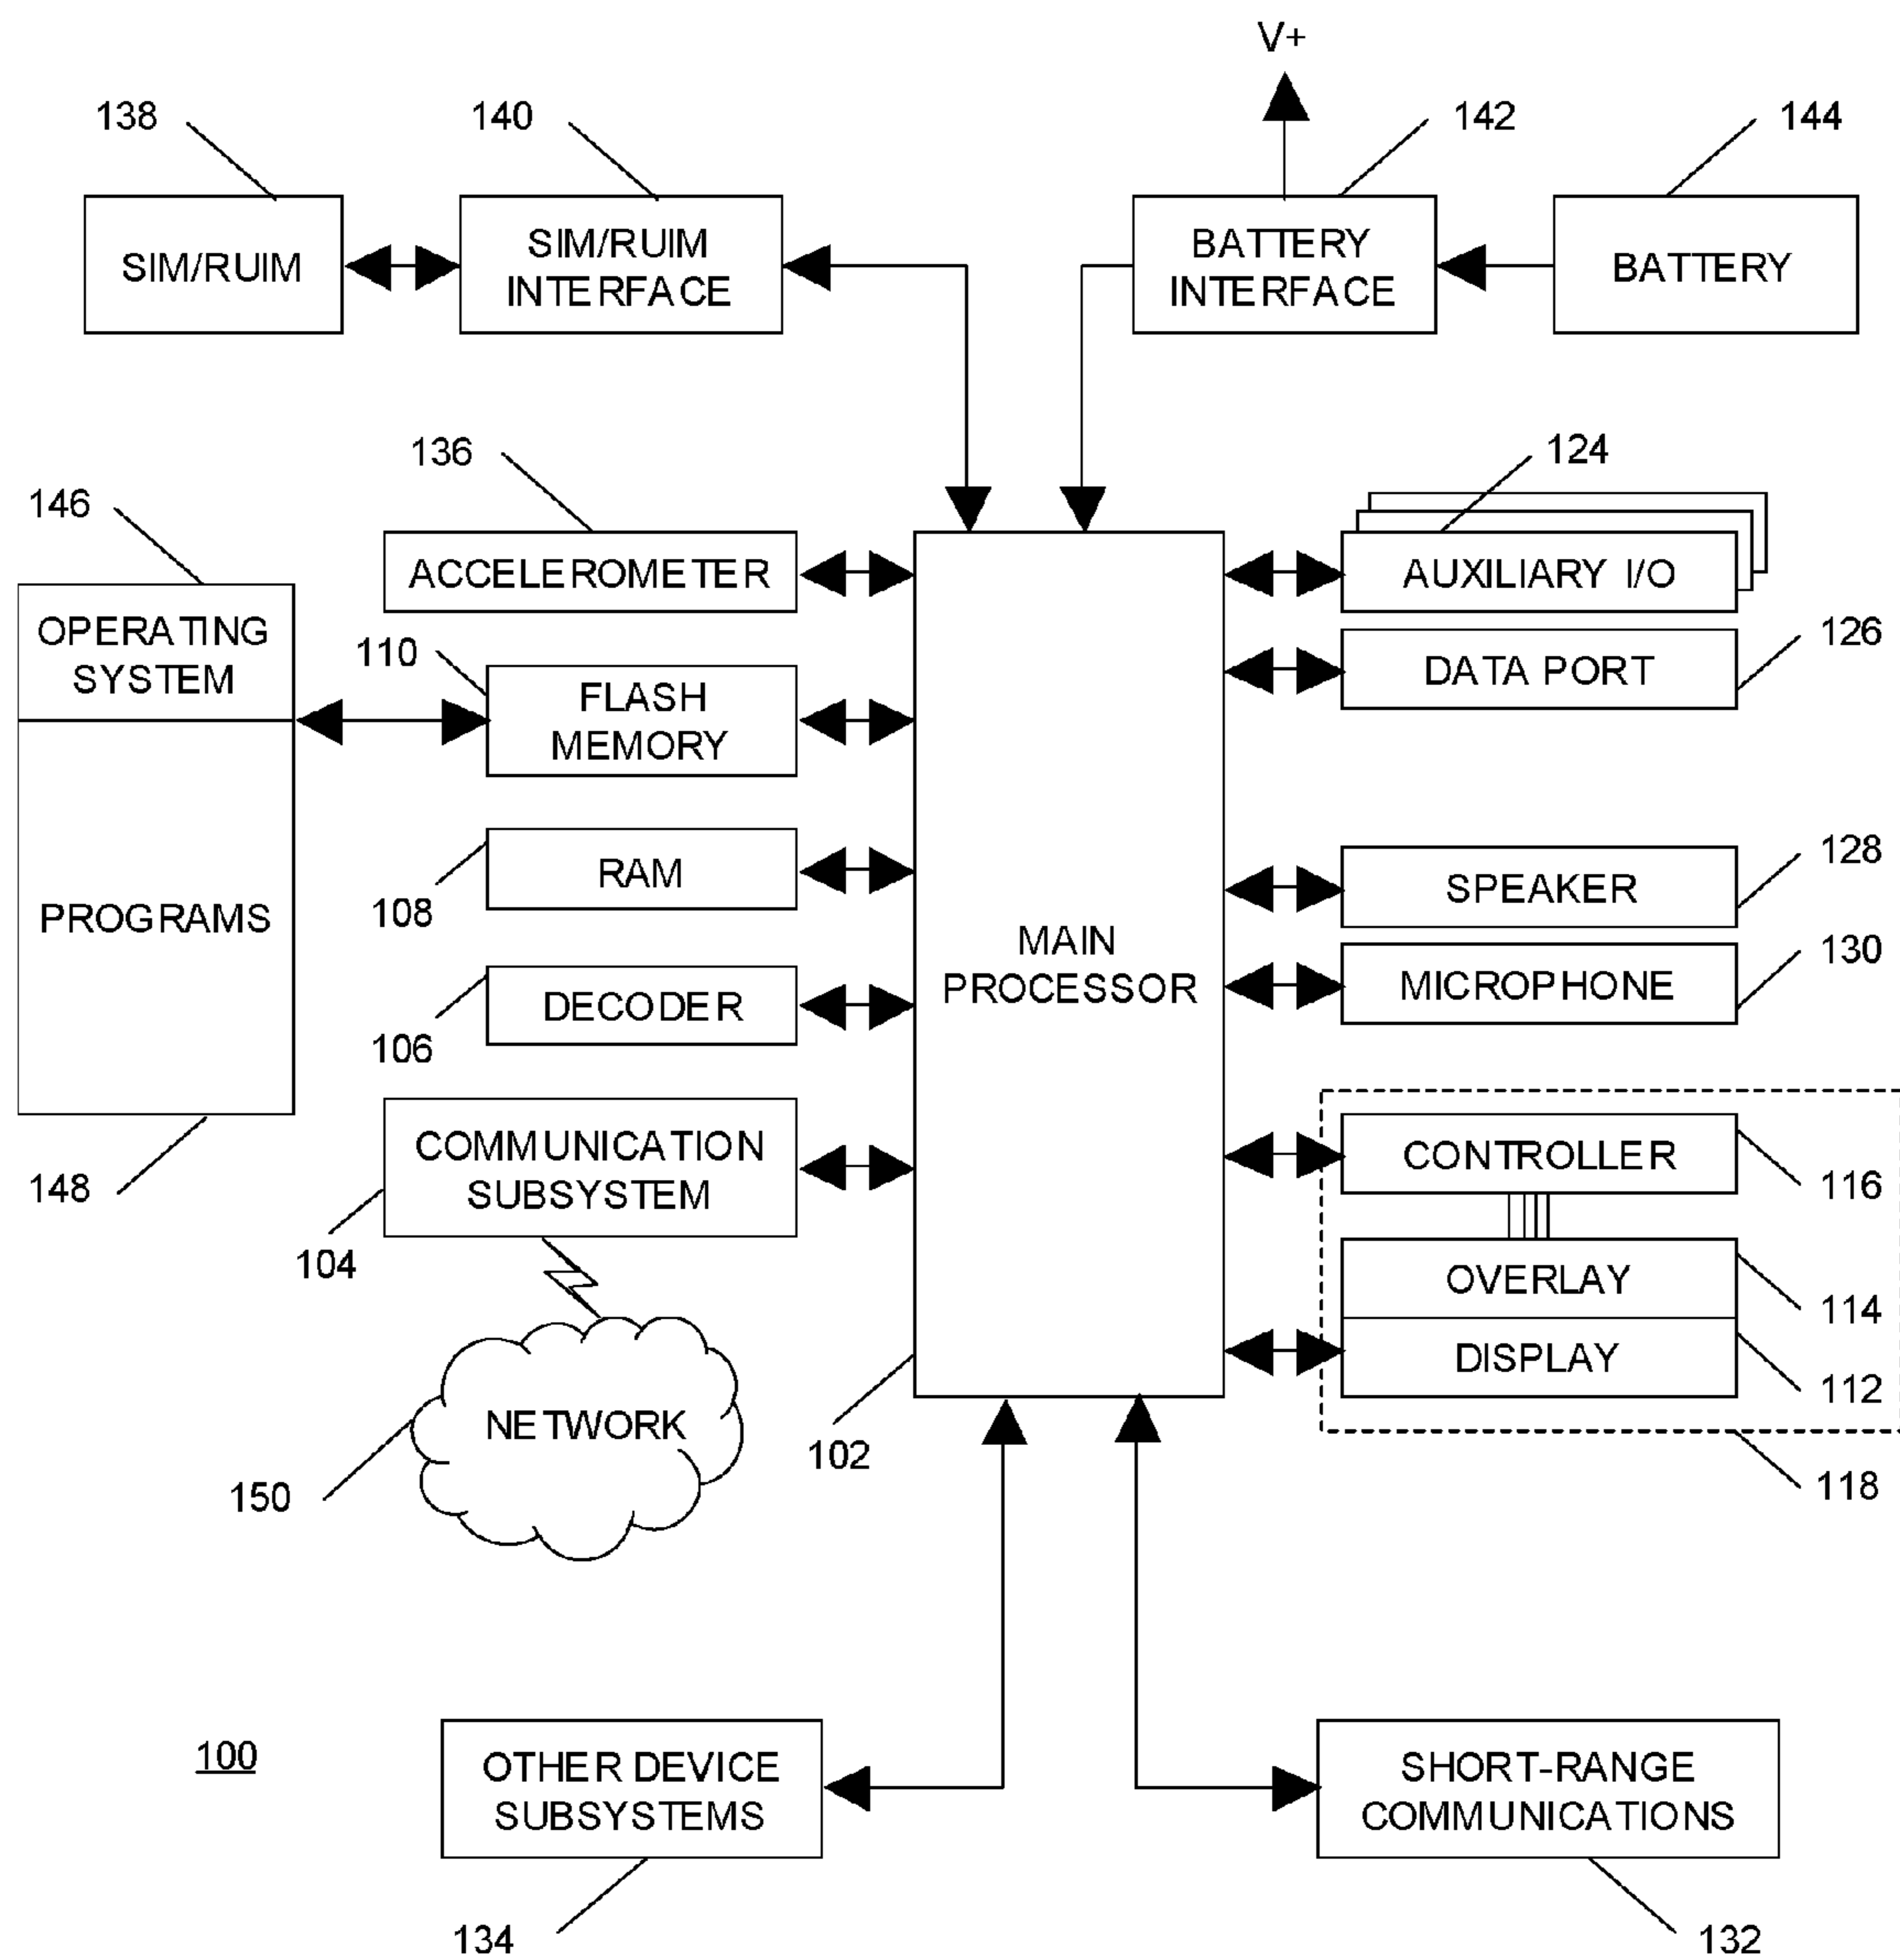 V+
138
140
142
144
SIM/RUIM
SIM/RUIM
INTERFACE
BATTERY
INTERFACE
BATTERY
136
124
146
ACCELEROMETER
AUXILIARY I/O
OPERATING
SYSTEM
110
FLASH
MEMORY
DATA PORT
126
PROGRAMS
RAM
108
SPEAKER
128
MAIN
PROCESSOR
MICROPHONE
130
DECODER
106
148
COMMUNICATION
SUBSYSTEM
104
CONTROLLER
116
OVERLAY
114
DISPLAY
112
NETWORK
150
102
118
100
OTHER DEVICE
SUBSYSTEMS
SHORT-RANGE
COMMUNICATIONS
134
132